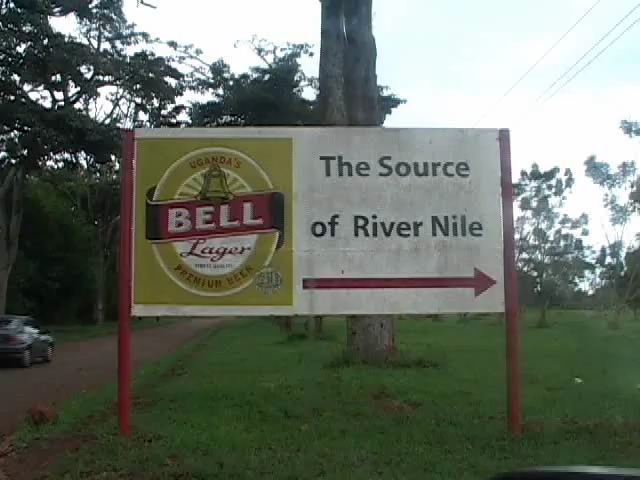 UGANDA'S
BELL
Lager
PREMIUM BEER
The Source
of River Nile